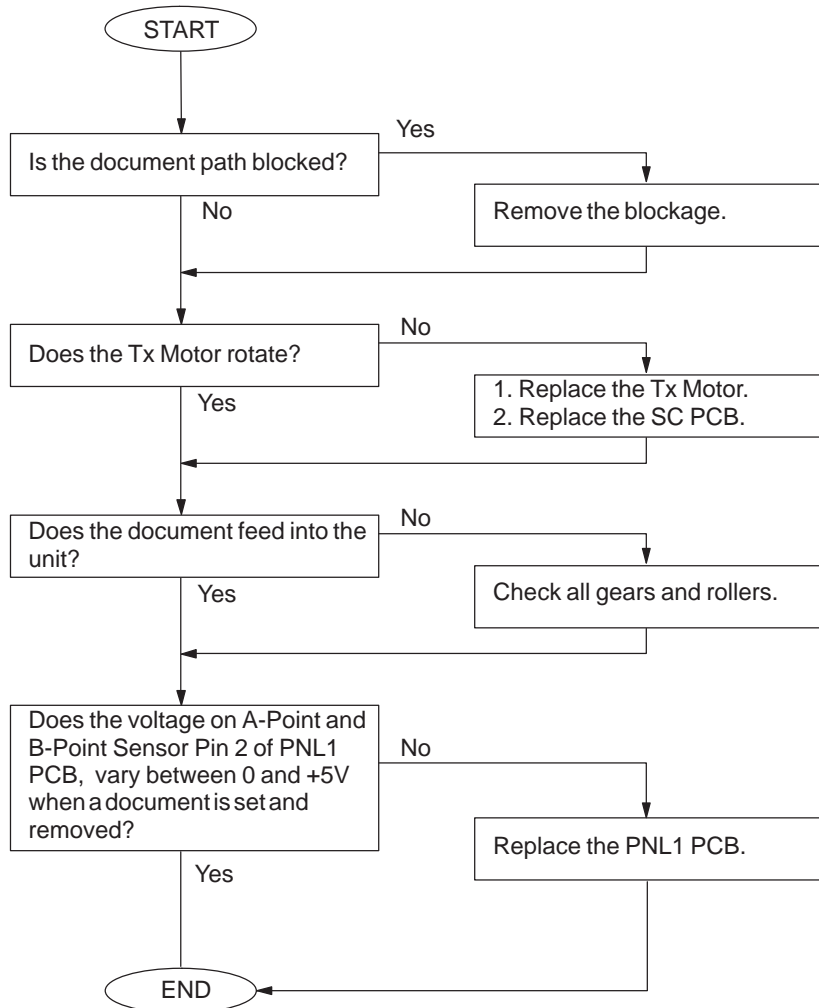 START
Yes
Is the document path blocked?
No
Remove the blockage.
No
Does the Tx Motor rotate?
Yes
1. Replace the Tx Motor.
2. Replace the SC PCB.
No
Does the document feed into the
unit?
Yes
Check all gears and rollers.
Does the voltage on A-Point and
B-Point Sensor Pin 2 of PNL1
PCB, vary between 0 and +5V
when a document is set and
removed?
No
Yes
Replace the PNL1 PCB.
END